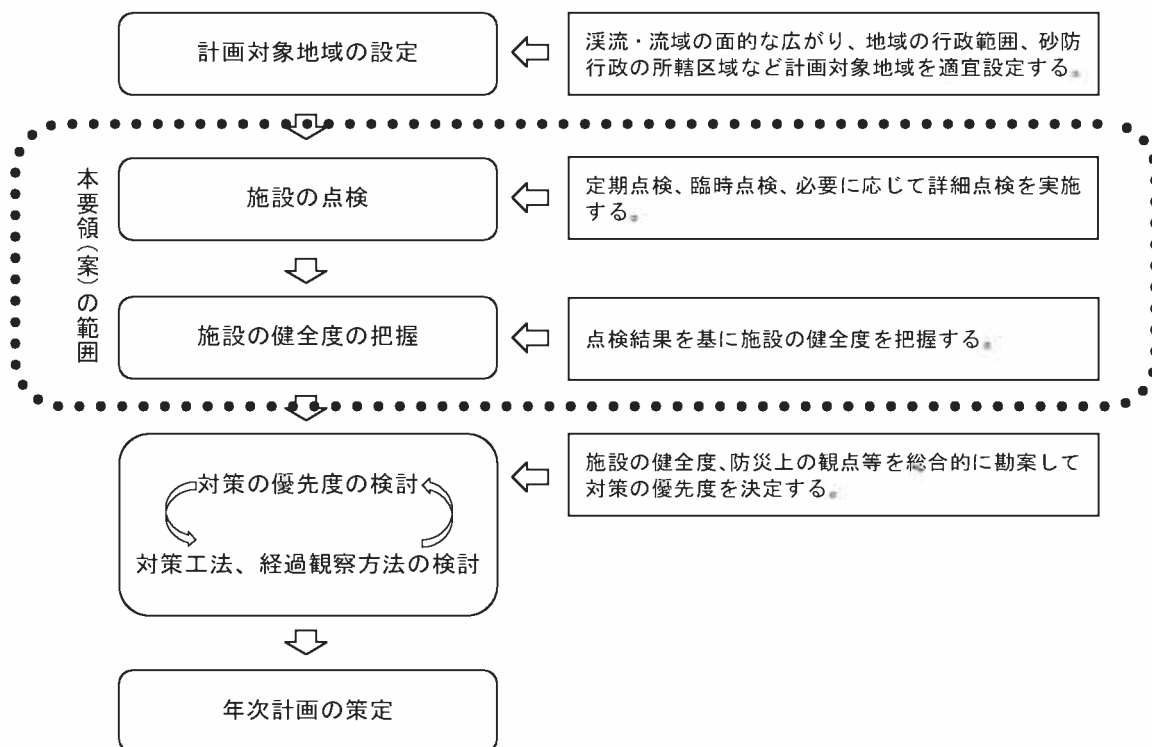 計画対象地域の設定
渓流・流域の面的な広がり、地域の行政範囲、砂防
行政の所轄区域など計画対象地域を適宜設定する。
本要領（案）の範囲
施設の点検
定期点検、臨時点検、必要に応じて詳細点検を実施
する。
施設の健全度の把握
点検結果を基に施設の健全度を把握する。
対策の優先度の検討
対策工法、経過観察方法の検討
施設の健全度、防災上の観点等を総合的に勘案して
対策の優先度を決定する。
年次計画の策定